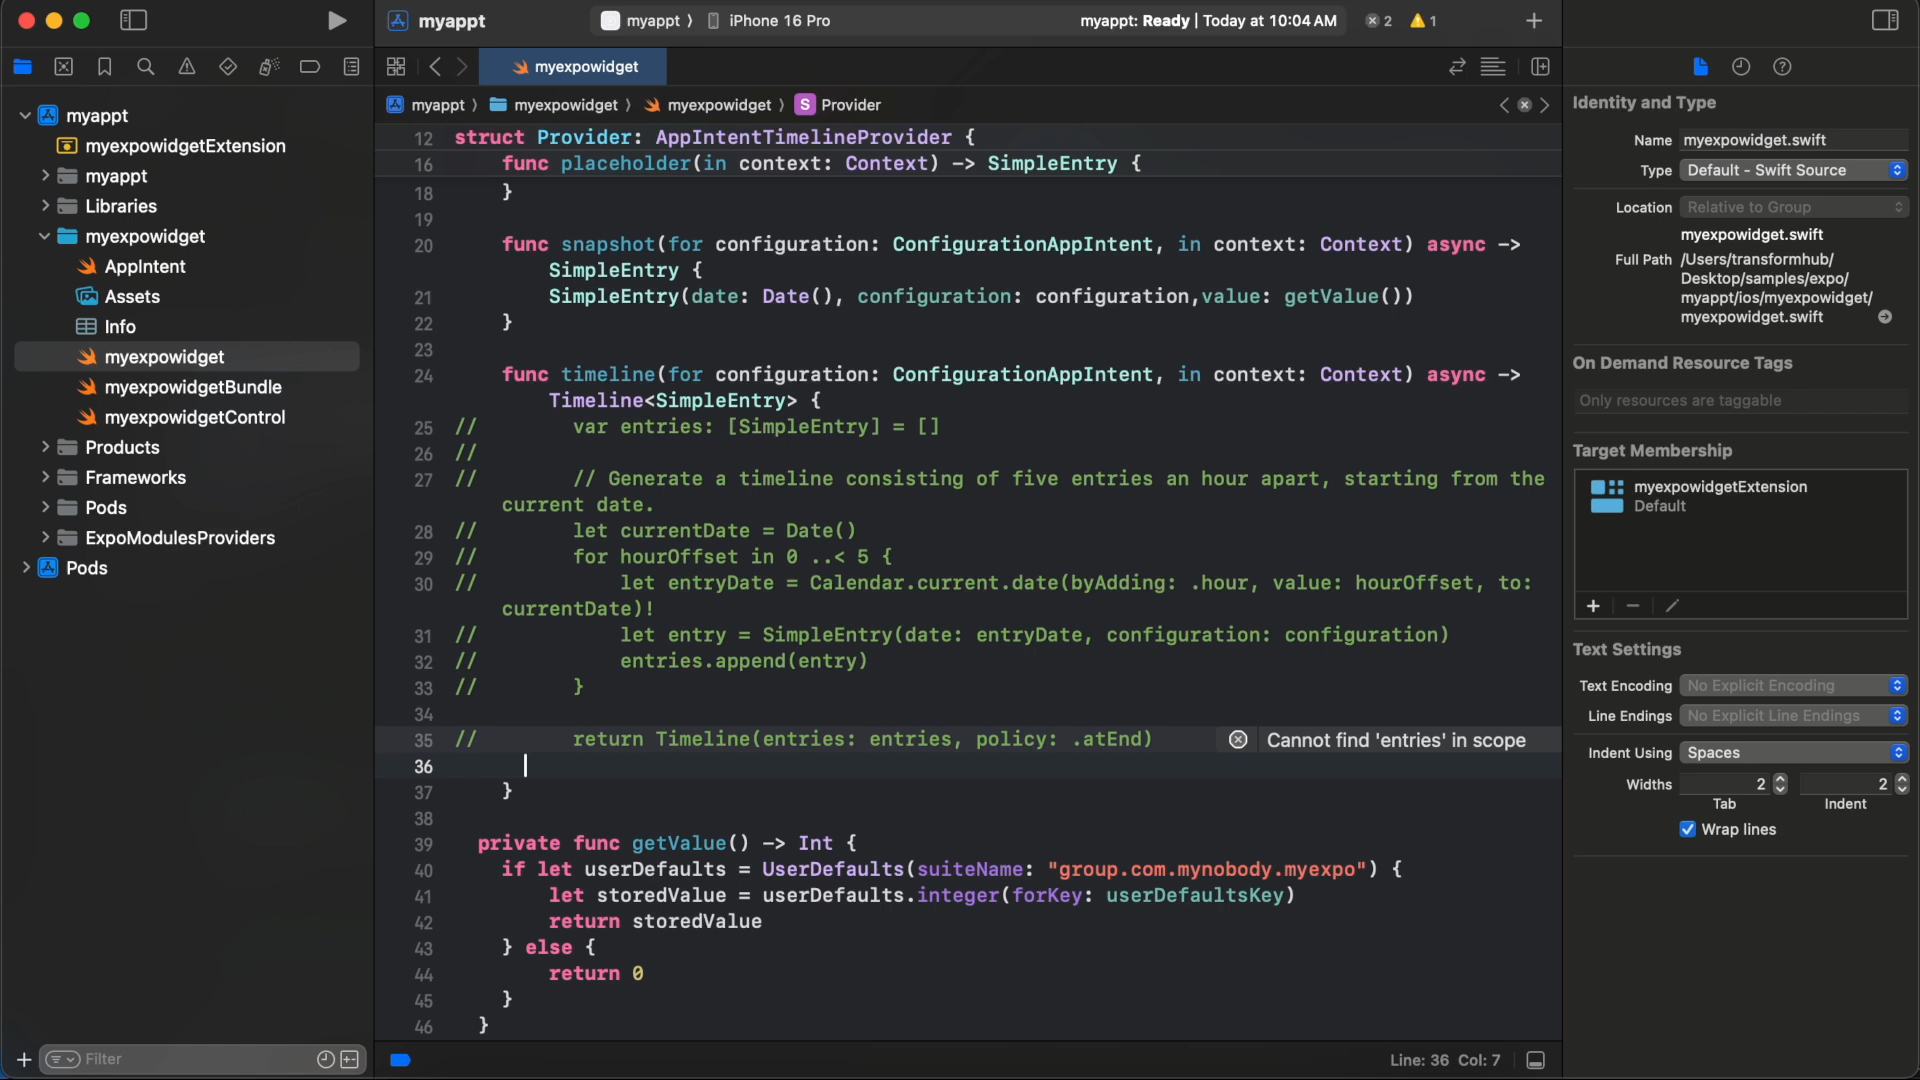 myappt
myappt ⟩ iPhone 16 Pro
myappt: Ready | Today at 10:04 AM
2
1
myexpowidget
myappt ⟩ myexpowidget ⟩ myexpowidget ⟩ S Provider
myappt
myexpowidgetExtension
myappt
Libraries
myexpowidget
AppIntent
Assets
Info
myexpowidget
myexpowidgetBundle
myexpowidgetControl
Products
Frameworks
Pods
ExpoModulesProviders
Pods
Filter
12 struct Provider: AppIntentTimelineProvider {
16 func placeholder(in context: Context) -> SimpleEntry {
18 }
19
20 func snapshot(for configuration: ConfigurationAppIntent, in context: Context) async ->
SimpleEntry {
21 SimpleEntry(date: Date(), configuration: configuration,value: getValue())
22 }
23
24 func timeline(for configuration: ConfigurationAppIntent, in context: Context) async ->
Timeline<SimpleEntry> {
25 // var entries: [SimpleEntry] = []
26 //
27 // // Generate a timeline consisting of five entries an hour apart, starting from the
current date.
28 // let currentDate = Date()
29 // for hourOffset in 0 ..< 5 {
30 // let entryDate = Calendar.current.date(byAdding: .hour, value: hourOffset, to:
currentDate)!
31 // let entry = SimpleEntry(date: entryDate, configuration: configuration)
32 // entries.append(entry)
33 // }
34
35 // return Timeline(entries: entries, policy: .atEnd) Cannot find 'entries' in scope
36
37 }
38
39 private func getValue() -> Int {
40 if let userDefaults = UserDefaults(suiteName: "group.com.mynobody.myexpo") {
41 let storedValue = userDefaults.integer(forKey: userDefaultsKey)
42 return storedValue
43 } else {
44 return 0
45 }
46 }
Line: 36 Col: 7
Identity and Type
Name myexpowidget.swift
Type Default - Swift Source
Location Relative to Group
myexpowidget.swift
Full Path /Users/transformhub/
Desktop/samples/expo/
myappt/ios/myexpowidget/
myexpowidget.swift
On Demand Resource Tags
Only resources are taggable
Target Membership
myexpowidgetExtension
Default
Text Settings
Text Encoding No Explicit Encoding
Line Endings No Explicit Line Endings
Indent Using Spaces
Widths 2 2
Tab Indent
Wrap lines